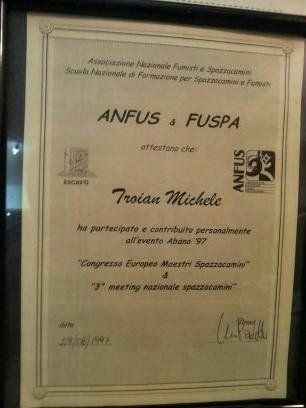 Associazione Nazionale Fumisti e Spazzacamini
Scuola Nazionale di Formazione per Spazzacamini e Fumisti
ANFUS & FUSPA
attestano che:
ANFUS
Troian Michele
ha partecipato e contribuito personalmente
all'evento Abano '97
"Congresso Europeo Maestri Spazzacamini"
&
"3° meeting nazionale spazzacamini"
data
29/08/1997